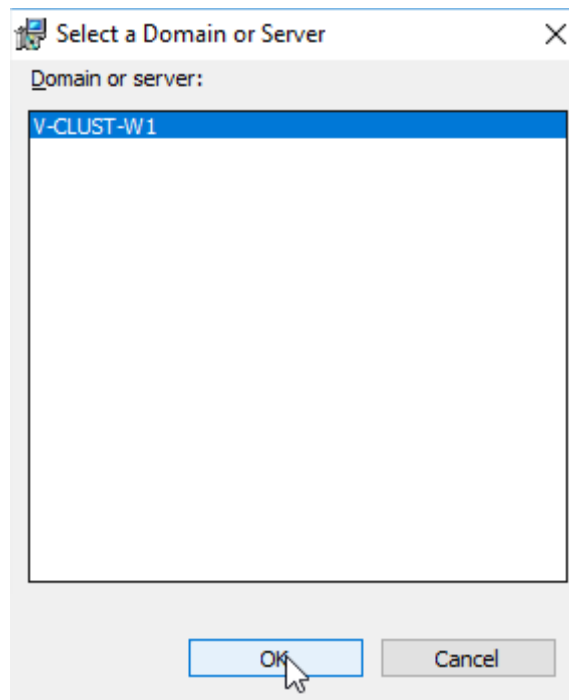 Select a Domain or Server
Domain or server:
V-CLUST-W1
OK
Cancel